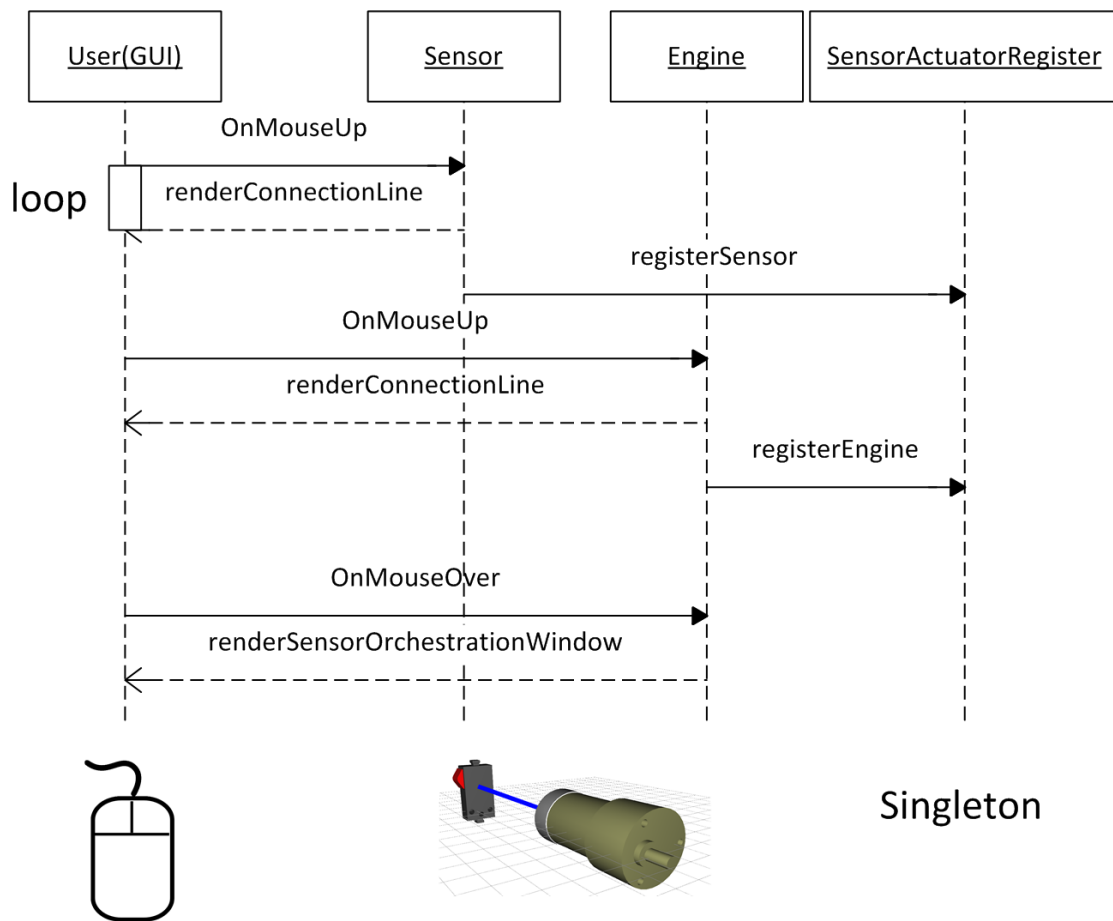 User(GUI)
Sensor
Engine
SensorActuatorRegister
OnMouseUp
loop
renderConnectionLine
registerSensor
OnMouseUp
renderConnectionLine
registerEngine
OnMouseOver
renderSensorOrchestrationWindow
Singleton